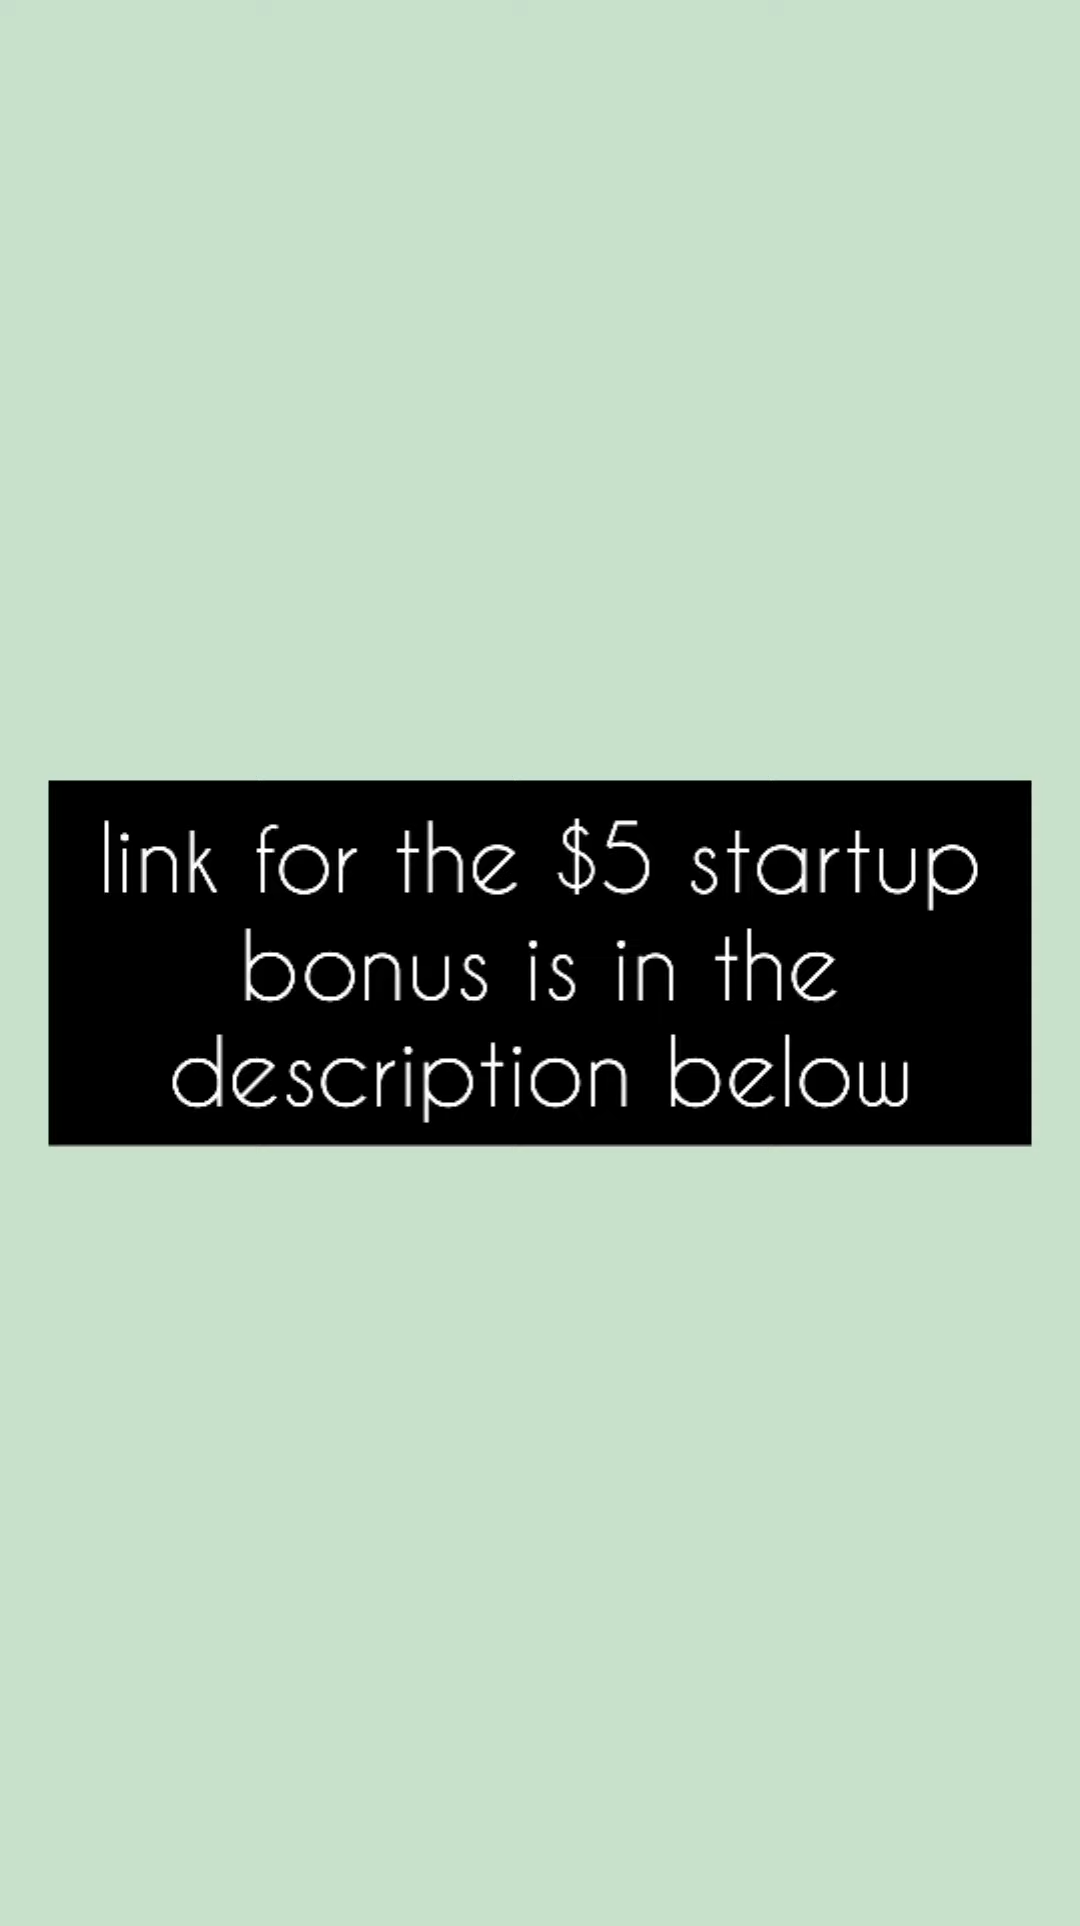 link for the $5 startup
bonus is in the
description below